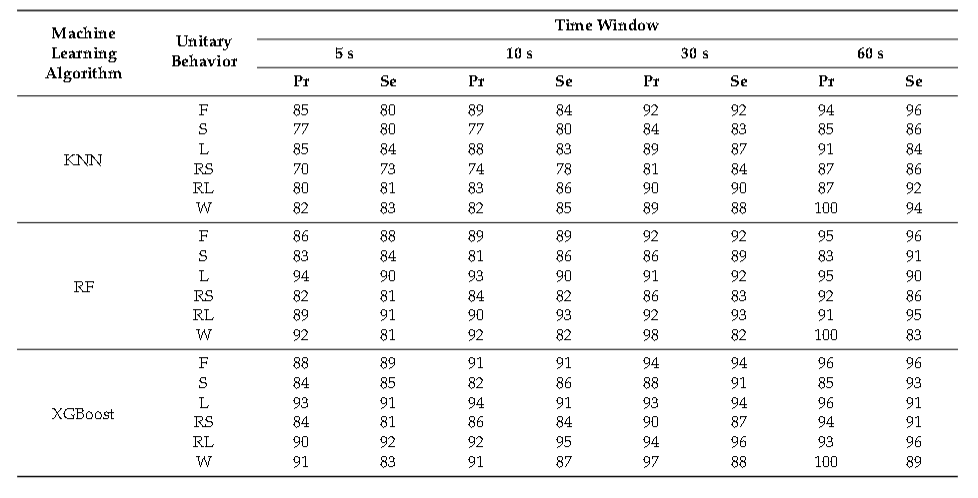 Machine Learning Algorithm Unitary Behavior Time Window
5 s 10 s 30 s 60 s
Pr Se Pr Se Pr Se Pr Se
KNN
F 85 80 89 84 92 92 94 96
S 77 80 77 80 84 83 85 86
L 85 84 88 83 89 87 91 84
RS 70 73 74 78 81 84 87 86
RL 80 81 83 86 90 90 87 92
W 82 83 82 85 89 88 100 94
RF
F 86 88 89 89 92 92 95 96
S 83 84 81 86 86 89 83 91
L 94 90 93 90 91 92 95 90
RS 82 81 84 82 86 83 92 86
RL 89 91 90 93 92 93 91 95
W 92 81 92 82 98 82 100 83
XGBoost
F 88 89 91 91 94 94 96 96
S 84 85 82 86 88 91 85 93
L 93 91 94 91 93 94 96 91
RS 84 81 86 84 90 87 94 91
RL 90 92 92 95 94 96 93 96
W 91 83 91 87 97 88 100 89